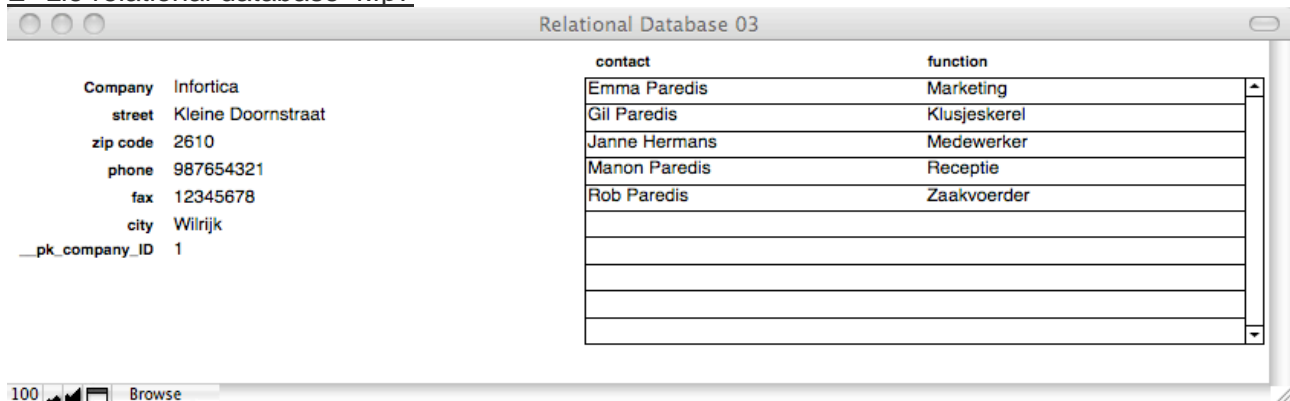 Relational Database 03
contact function
Company Infortica
street Kleine Doornstraat
zip code 2610
phone 987654321
fax 12345678
city Wilrijk
__pk_company_ID 1
Emma Paredis Marketing
Gil Paredis Klusjeskerel
Janne Hermans Medewerker
Manon Paredis Receptie
Rob Paredis Zaakvoerder
100 Browse